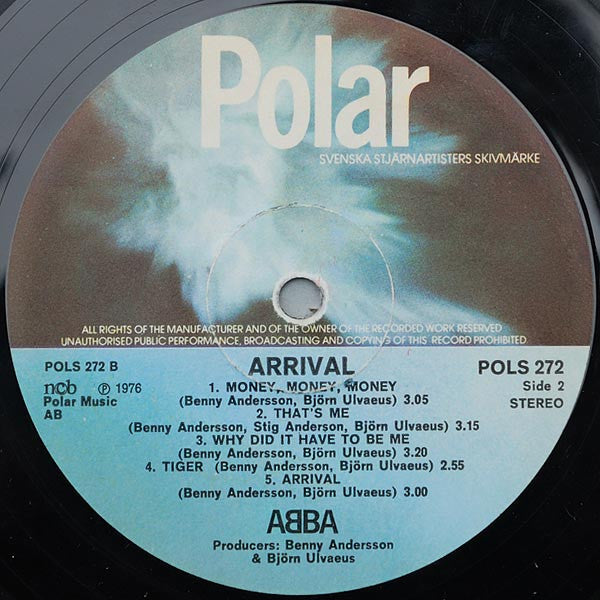 Polar
SVENSKA STJÄRNARTISTERS SKIVMÄRKE
ALL RIGHTS OF THE MANUFACTURER AND OF THE OWNER OF THE RECORDED WORK RESERVED
UNAUTHORISED PUBLIC PERFORMANCE, BROADCASTING AND COPYING OF THIS RECORD PROHIBITED
POLS 272 B
ncb ℗ 1976
Polar Music
AB
ARRIVAL
POLS 272
Side 2
STEREO
1. MONEY, MONEY, MONEY
(Benny Andersson, Björn Ulvaeus) 3.05
2. THAT'S ME
(Benny Andersson, Stig Anderson, Björn Ulvaeus) 3.15
3. WHY DID IT HAVE TO BE ME
(Benny Andersson, Björn Ulvaeus) 3.20
4. TIGER (Benny Andersson, Björn Ulvaeus) 2.55
5. ARRIVAL
(Benny Andersson, Björn Ulvaeus) 3.00
ABBA
Producers: Benny Andersson
& Björn Ulvaeus